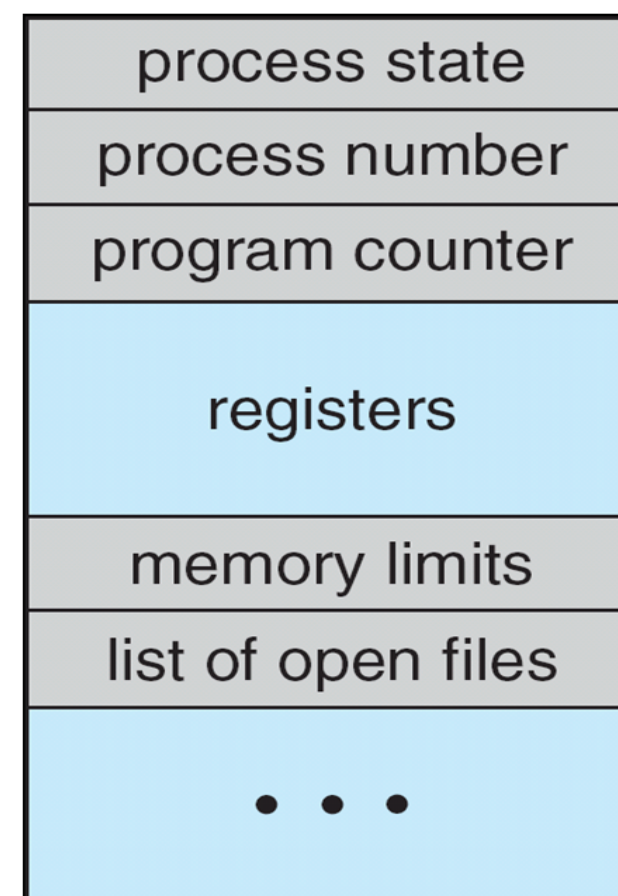 process state
process number
program counter
registers
memory limits
list of open files
• • •